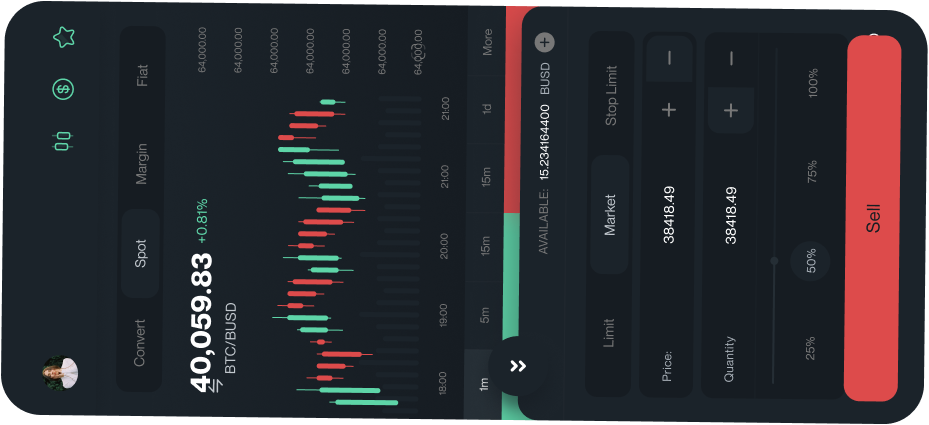 Convert Spot Margin Fiat
40,059.83 +0.81%
BTC/BUSD
64,000.00
64,000.00
64,000.00
64,000.00
64,000.00
64,000.00
64,000.00
18:00 19:00 20:00 21:00 21:00
1m 5m 15m 15m 1d More
AVAILABLE: 15.234164400 BUSD
Limit Market Stop Limit
Price: 38418.49 + −
Quantity 38418.49 + −
25% 50% 75% 100%
Sell